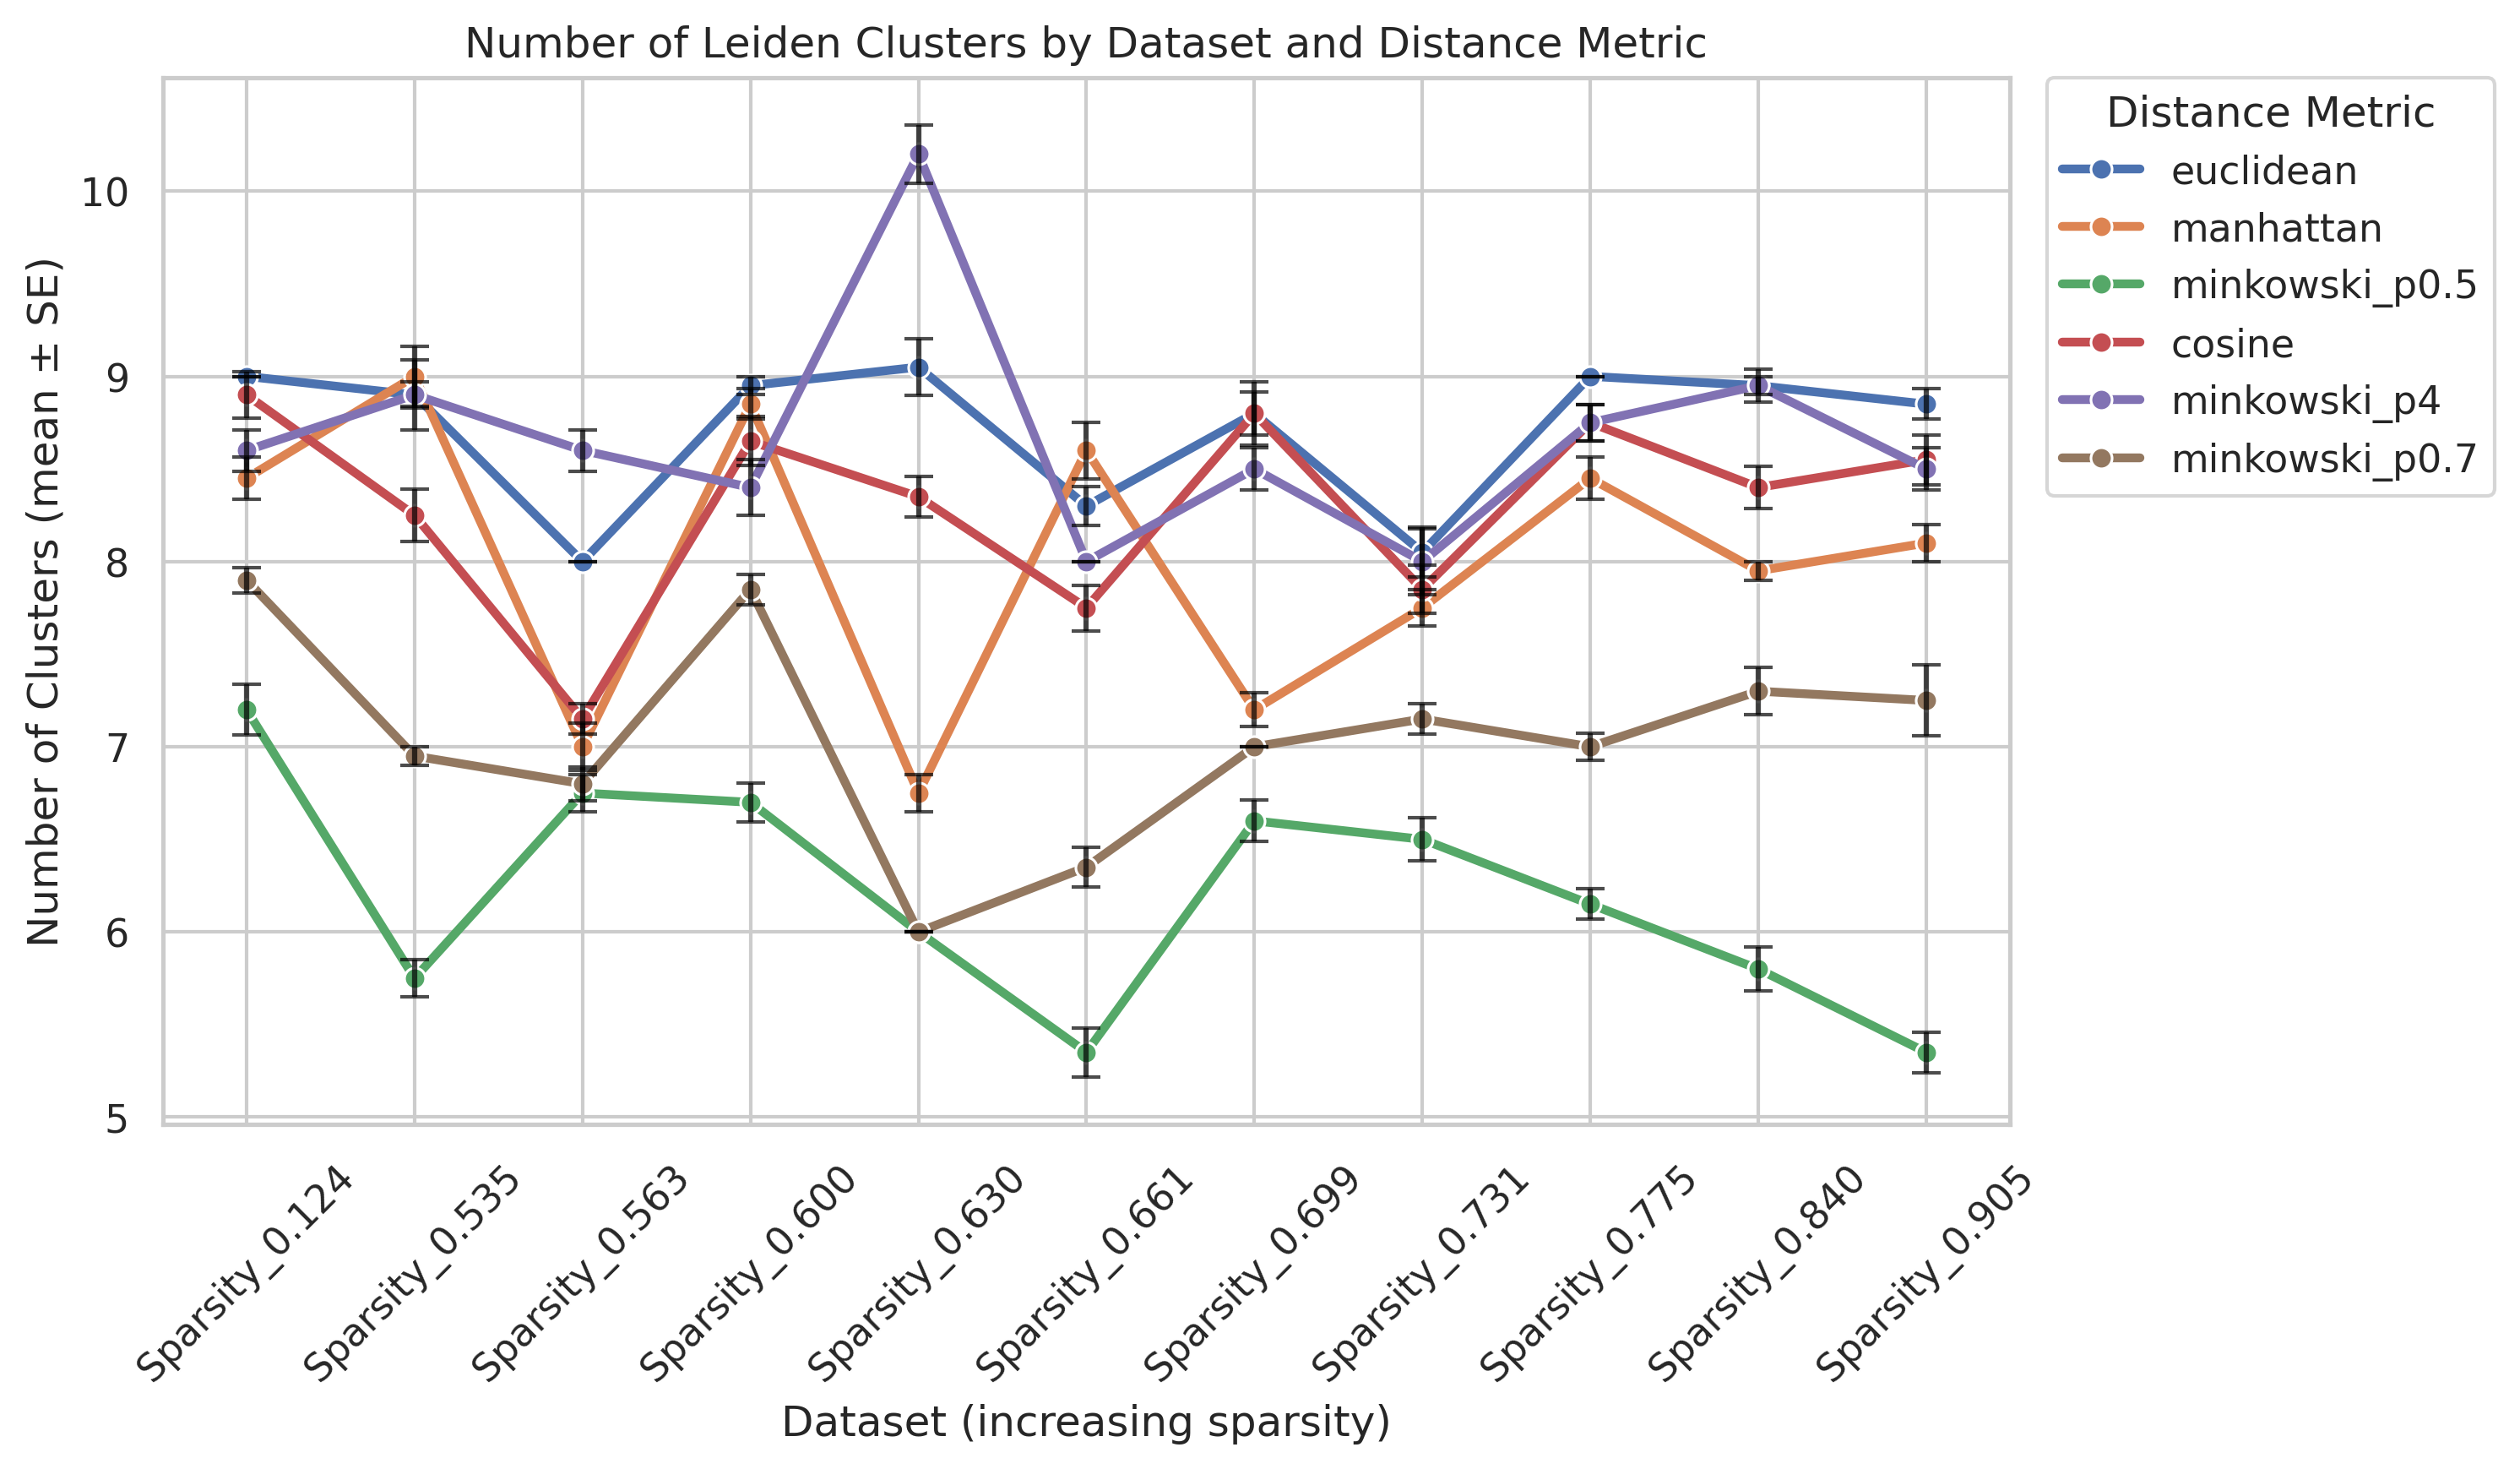 Number of Leiden Clusters by Dataset and Distance Metric
Number of Clusters (mean ± SE)
10
9
8
7
6
5
Sparsity_0.124
Sparsity_0.535
Sparsity_0.563
Sparsity_0.600
Sparsity_0.630
Sparsity_0.661
Sparsity_0.699
Sparsity_0.731
Sparsity_0.775
Sparsity_0.840
Sparsity_0.905
Dataset (increasing sparsity)
Distance Metric
euclidean
manhattan
minkowski_p0.5
cosine
minkowski_p4
minkowski_p0.7